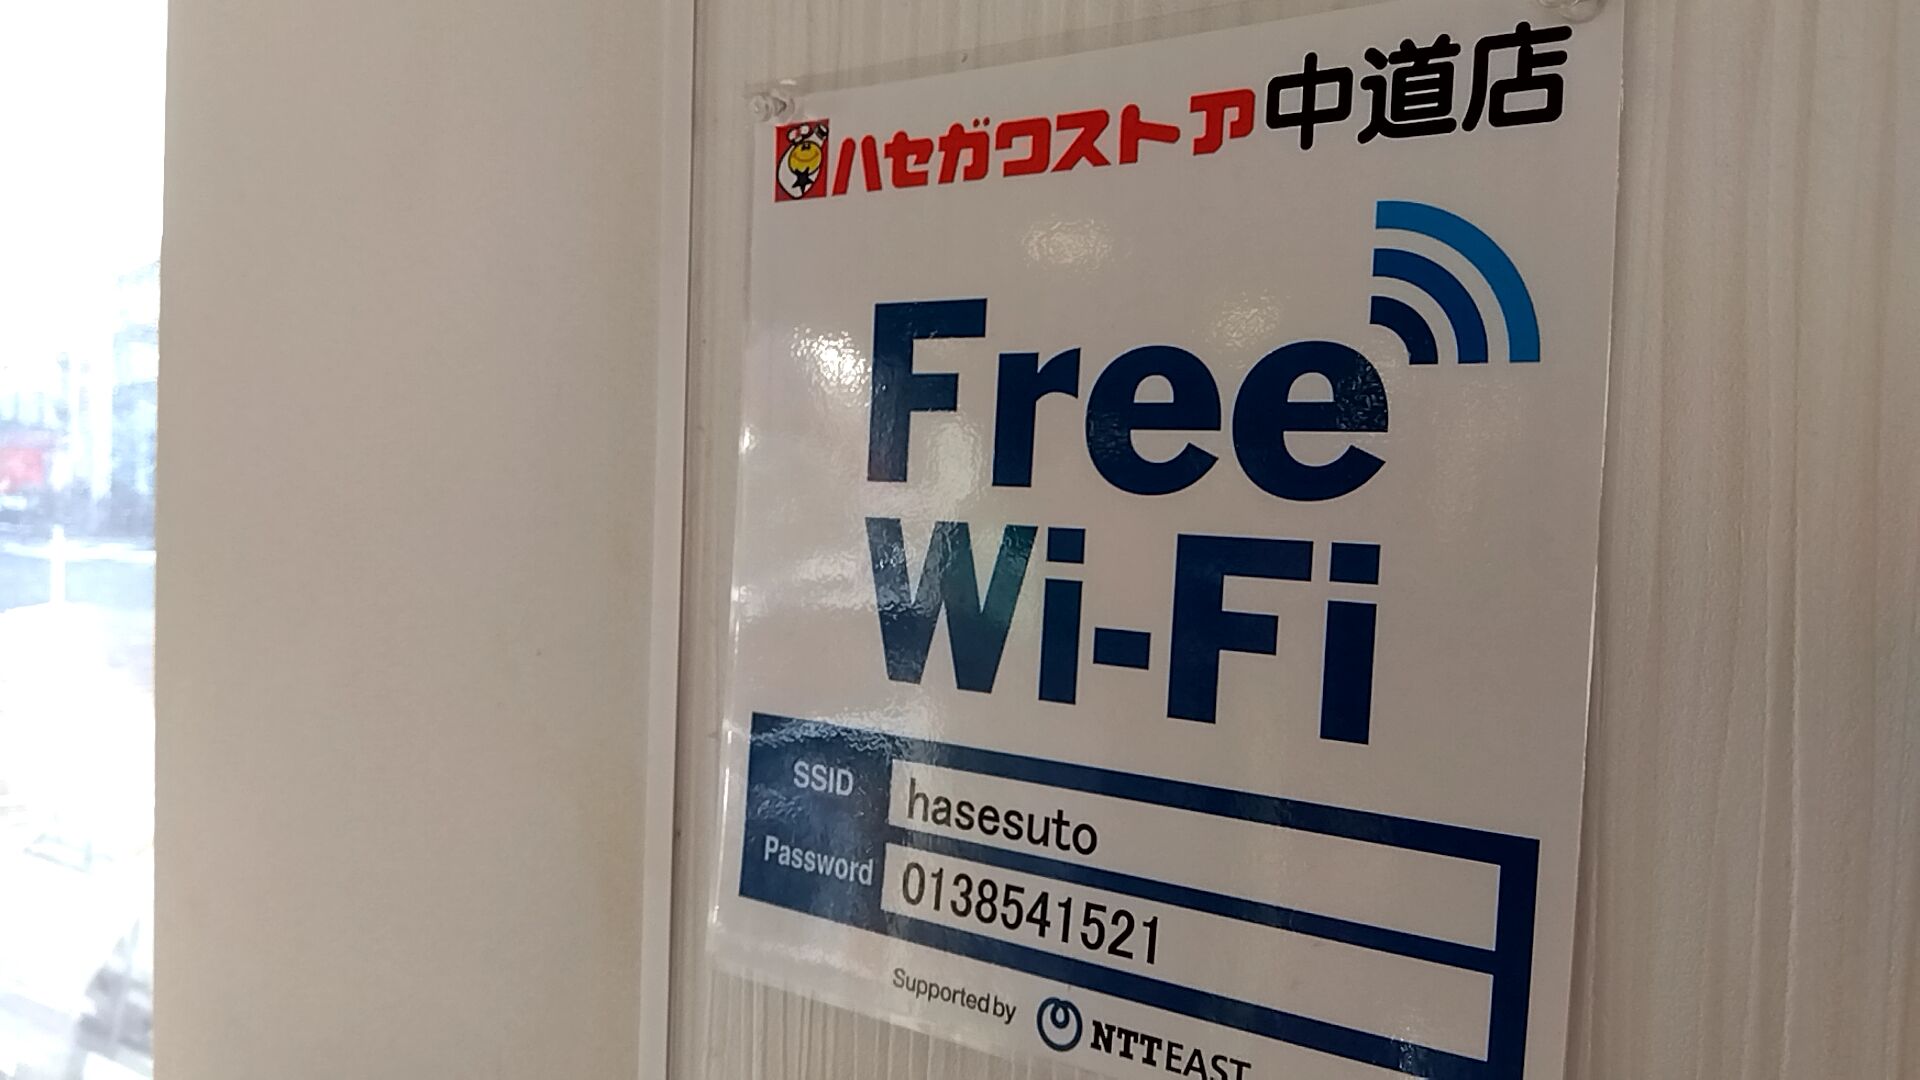 ハセガワストア中道店
Free
Wi-Fi
SSID hasesuto
Password 0138541521
Supported by NTT EAST